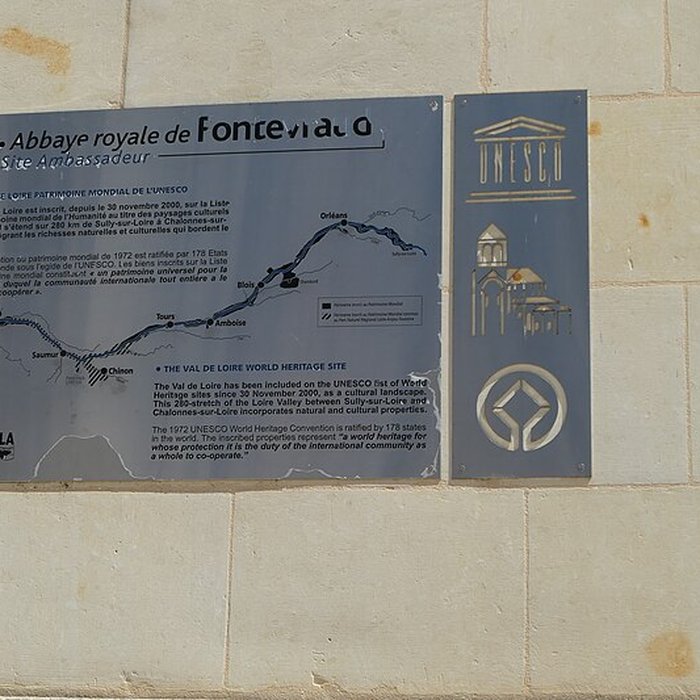 Abbaye royale de Fontevraud
Site Ambassadeur
LOIRE PATRIMOINE MONDIAL DE L'UNESCO
Loire est inscrit, depuis le 30 novembre 2000, sur la Liste
mondial de l'Humanité au titre des paysages culturels
s'étend sur 280 km de Sully-sur-Loire à Chalonnes-sur-
les richesses naturelles et culturelles qui bordent le
au patrimoine mondial de 1972 est ratifiée par 178 Etats
sous l'égide de l'UNESCO. Les biens inscrits sur la Liste
mondial constituant « un patrimoine universel pour la
duquel la communauté internationale tout entière a le
coopérer ».
Orléans
Blois
Chambord
Tours
Amboise
Saumur
Chinon
• THE VAL DE LOIRE WORLD HERITAGE SITE
The Val de Loire has been included on the UNESCO list of World
Heritage sites since 30 November 2000, as a cultural landscape.
This 280-stretch of the Loire Valley between Sully-sur-Loire and
Chalonnes-sur-Loire incorporates natural and cultural properties.
The 1972 UNESCO World Heritage Convention is ratified by 178 states
in the world. The inscribed properties represent "a world heritage for
whose protection it is the duty of the international community as
a whole to co-operate."
UNESCO